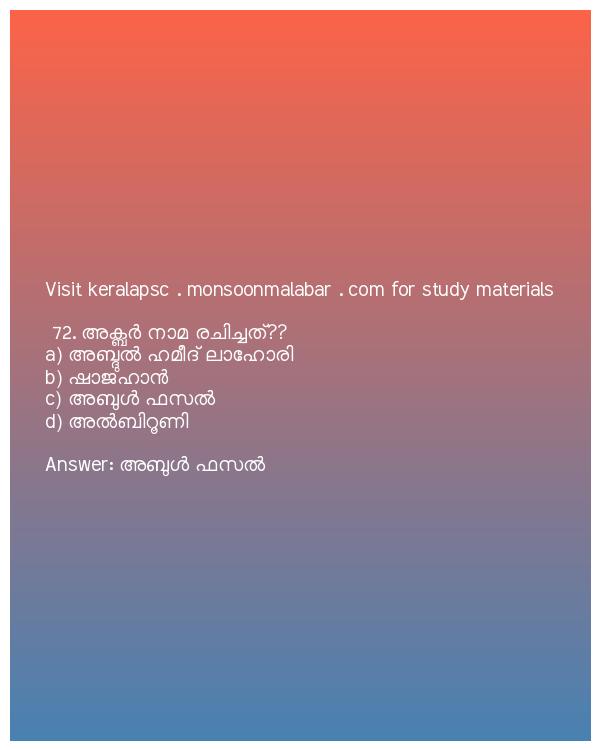 Visit keralapsc . monsoonmalabar . com for study materials
72. അക്ബർ നാമ രചിച്ചത്??
a) അബ്ദുൽ ഹമീദ് ലാഹോരി
b) ഷാജഹാൻ
c) അബുൾ ഫസൽ
d) അൽബിറൂണി
Answer: അബുൾ ഫസൽ